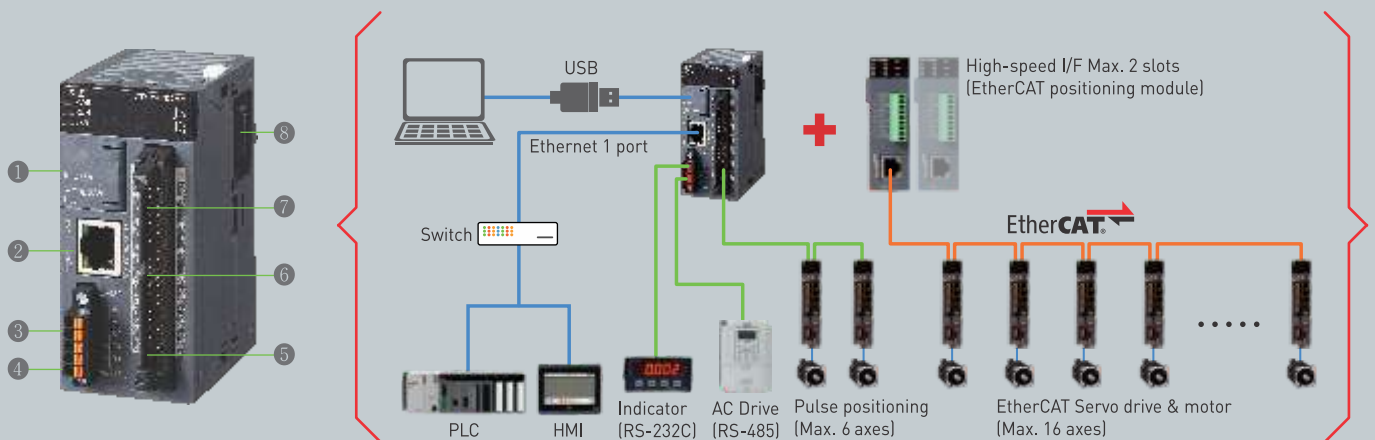 1
2
3
4
5
6
7
8
USB
Ethernet 1 port
Switch
PLC
HMI
0.002
Indicator
(RS-232C)
AC Drive
(RS-485)
High-speed I/F Max. 2 slots
(EtherCAT positioning module)
EtherCAT®
Pulse positioning
(Max. 6 axes)
EtherCAT Servo drive & motor
(Max. 16 axes)